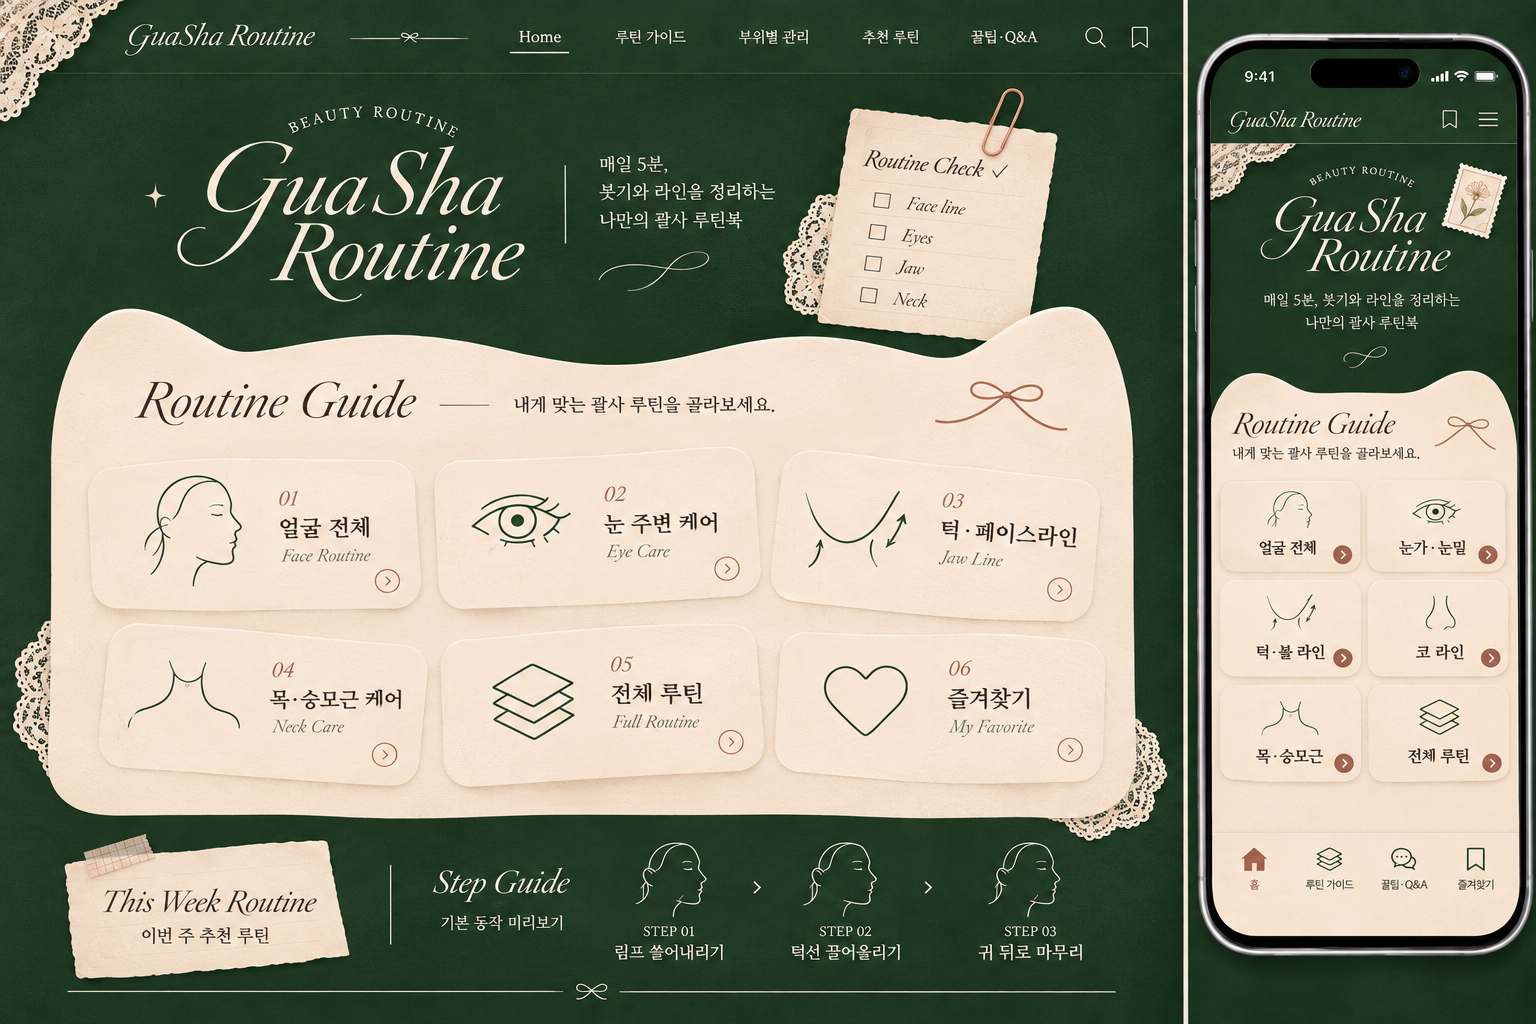 GuaSha Routine
Home
루틴 가이드
부위별 관리
추천 루틴
꿀팁·Q&A
BEAUTY ROUTINE
GuaSha
Routine
매일 5분,
붓기와 라인을 정리하는
나만의 괄사 루틴북
Routine Check ✓
Face line
Eyes
Jaw
Neck
Routine Guide
내게 맞는 괄사 루틴을 골라보세요.
01
얼굴 전체
Face Routine
02
눈 주변 케어
Eye Care
03
턱·페이스라인
Jaw Line
04
목·숭모근 케어
Neck Care
05
전체 루틴
Full Routine
06
즐겨찾기
My Favorite
This Week Routine
이번 주 추천 루틴
Step Guide
기본 동작 미리보기
STEP 01
림프 쓸어내리기
STEP 02
턱선 끌어올리기
STEP 03
귀 뒤로 마무리
9:41
GuaSha Routine
BEAUTY ROUTINE
GuaSha
Routine
매일 5분, 붓기와 라인을 정리하는
나만의 괄사 루틴북
Routine Guide
내게 맞는 괄사 루틴을 골라보세요.
얼굴 전체
눈가·눈밑
턱·볼 라인
코 라인
목·숭모근
전체 루틴
홈
루틴 가이드
꿀팁·Q&A
즐겨찾기